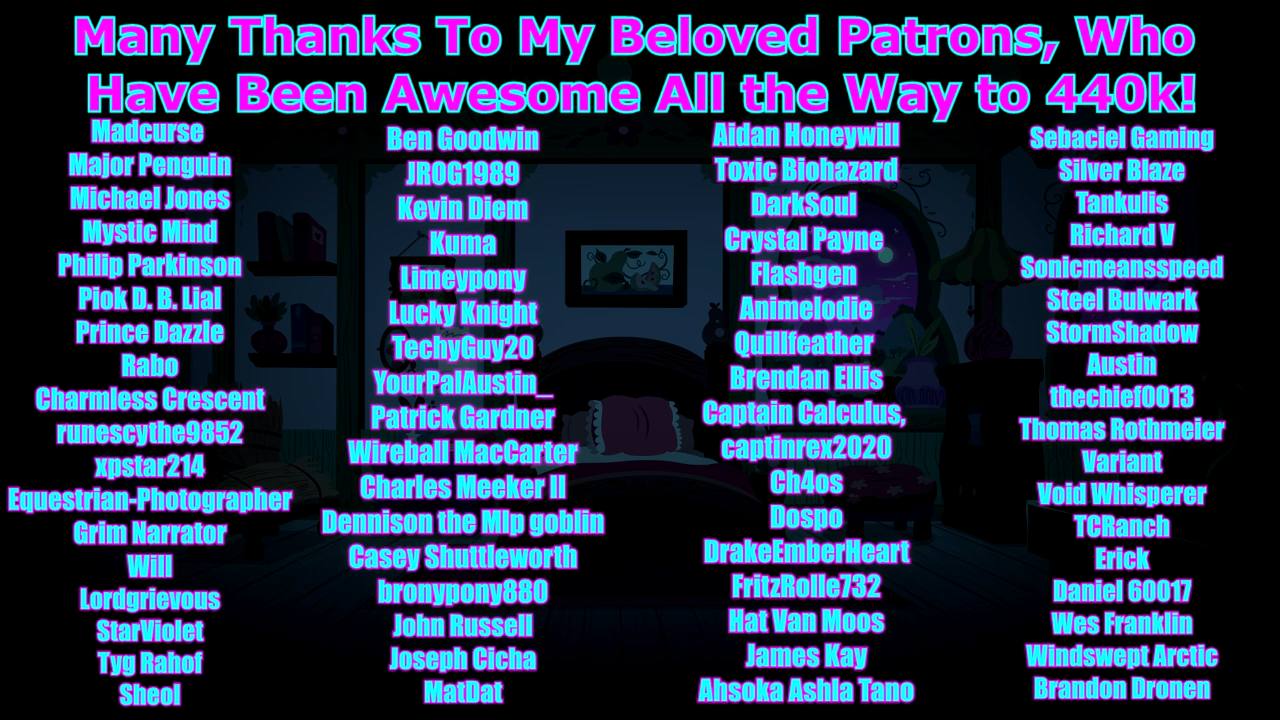 Many Thanks To My Beloved Patrons, Who
Have Been Awesome All the Way to 440k!
Madcurse
Major Penguin
Michael Jones
Mystic Mind
Philip Parkinson
Piok D. B. Lial
Prince Dazzle
Rabo
Charmless Crescent
runescythe9852
xpstar214
Equestrian-Photographer
Grim Narrator
Will
Lordgrievous
StarViolet
Tyg Rahof
Sheol
Ben Goodwin
JROG1989
Kevin Diem
Kuma
Limeypony
Lucky Knight
TechyGuy20
YourPalAustin_
Patrick Gardner
Wireball MacCarter
Charles Meeker II
Dennison the Mlp goblin
Casey Shuttleworth
bronypony880
John Russell
Joseph Cicha
MatDat
Aidan Honeywill
Toxic Biohazard
DarkSoul
Crystal Payne
Flashgen
Animelodie
Quillfeather
Brendan Ellis
Captain Calculus,
captinrex2020
Ch4os
Dospo
DrakeEmberHeart
FritzRolle732
Hat Van Moos
James Kay
Ahsoka Ashla Tano
Sebaciel Gaming
Silver Blaze
Tankulis
Richard V
Sonicmeansspeed
Steel Bulwark
StormShadow
Austin
thechief0013
Thomas Rothmeier
Variant
Void Whisperer
TCRanch
Erick
Daniel 60017
Wes Franklin
Windswept Arctic
Brandon Dronen